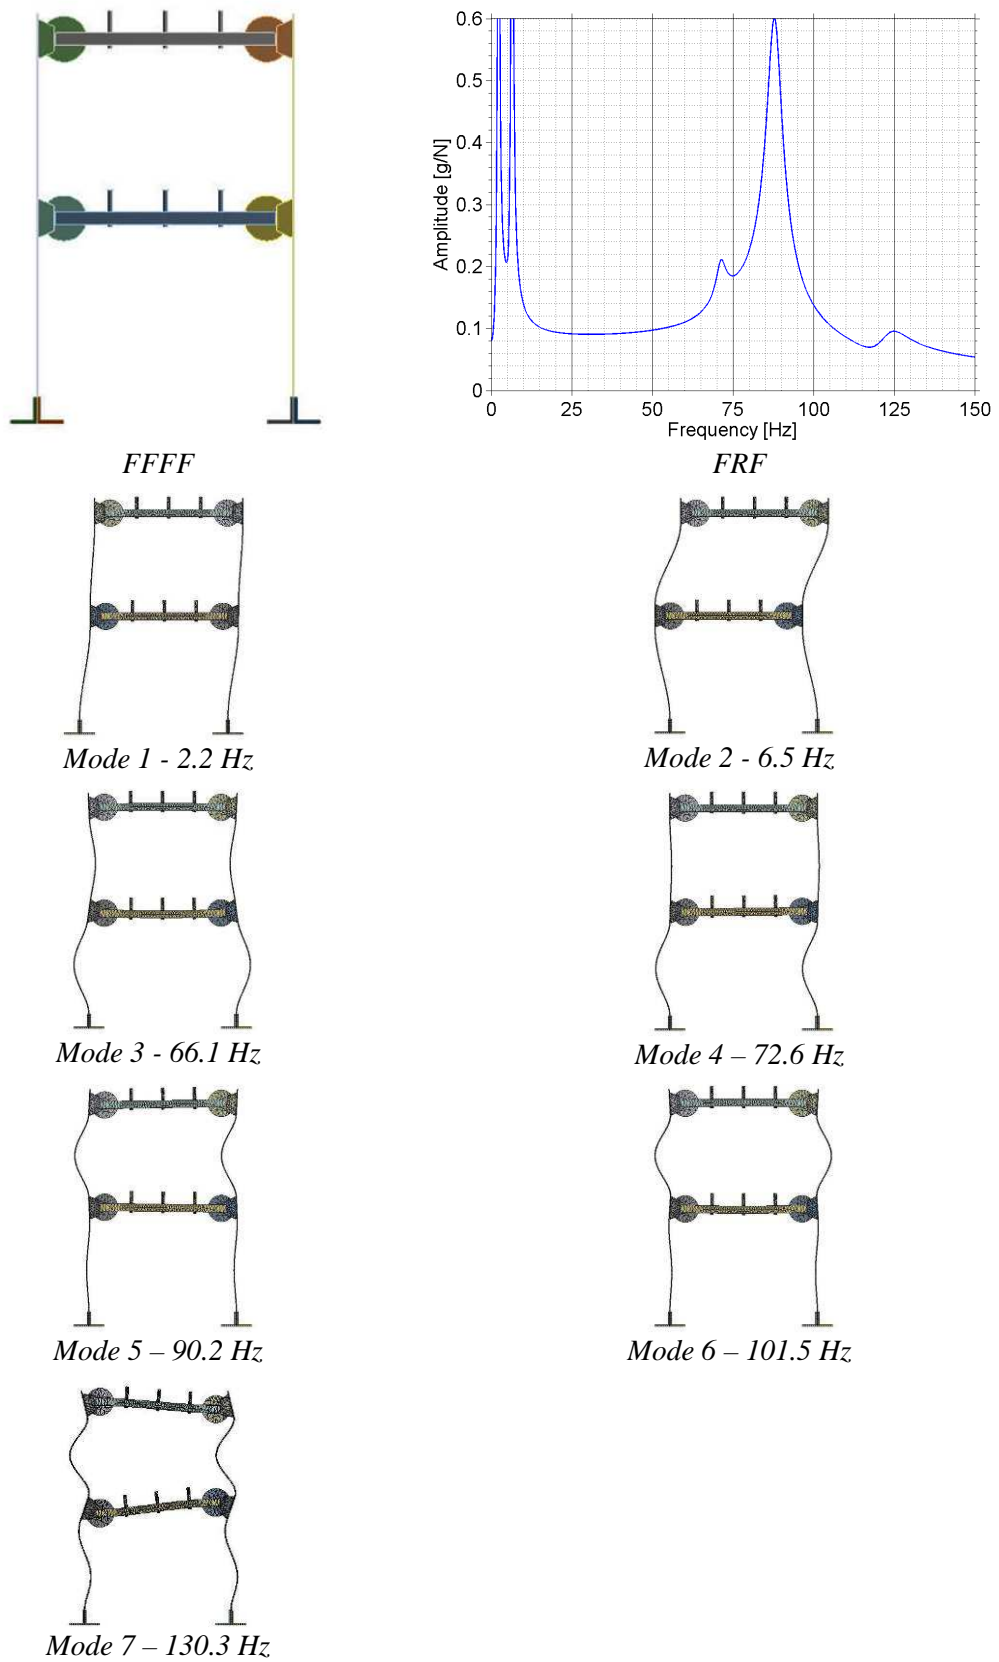 0.6
0.5
0.4
0.3
0.2
0.1
0
Amplitude [g/N]
0 25 50 75 100 125 150
Frequency [Hz]
FFFF
FRF
Mode 1 - 2.2 Hz
Mode 2 - 6.5 Hz
Mode 3 - 66.1 Hz
Mode 4 – 72.6 Hz
Mode 5 – 90.2 Hz
Mode 6 – 101.5 Hz
Mode 7 – 130.3 Hz